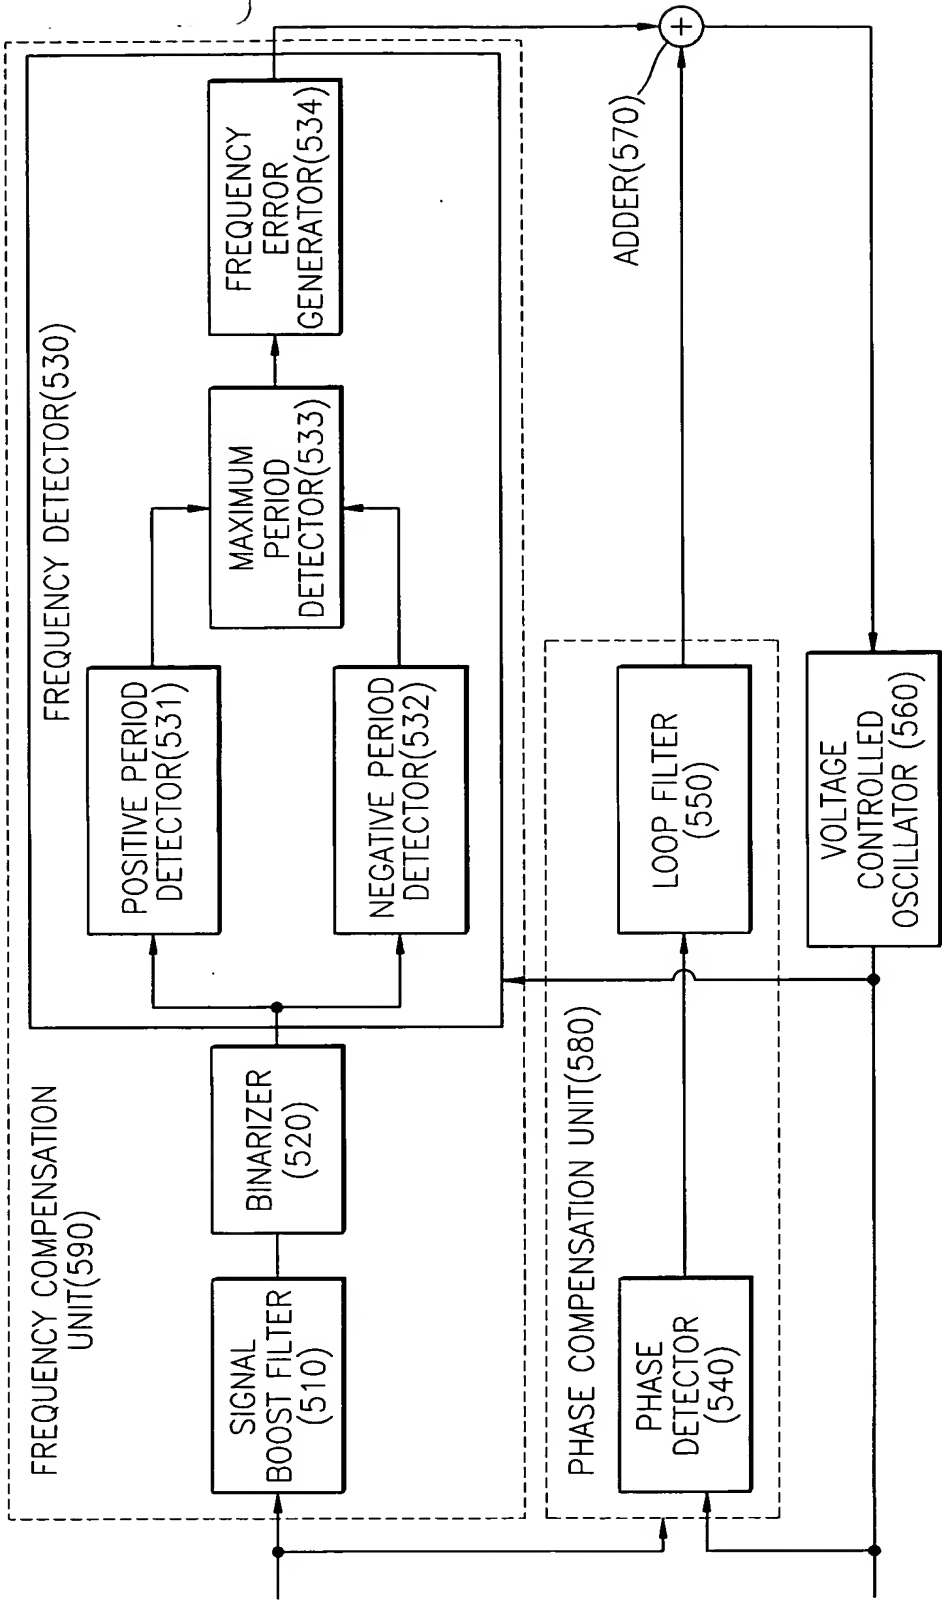 FREQUENCY COMPENSATION
UNIT(590)
FREQUENCY DETECTOR(530)
SIGNAL
BOOST FILTER
(510)
BINARIZER
(520)
POSITIVE PERIOD
DETECTOR(531)
NEGATIVE PERIOD
DETECTOR(532)
MAXIMUM
PERIOD
DETECTOR(533)
FREQUENCY
ERROR
GENERATOR(534)
PHASE COMPENSATION UNIT(580)
PHASE
DETECTOR
(540)
LOOP FILTER
(550)
ADDER(570)
+
VOLTAGE
CONTROLLED
OSCILLATOR (560)